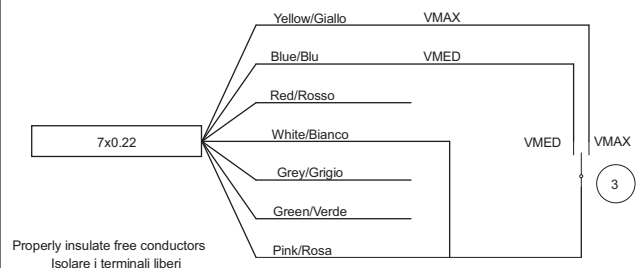 Yellow/Giallo VMAX
Blue/Blu VMED
Red/Rosso
7x0.22 White/Bianco VMED VMAX
Grey/Grigio 3
Green/Verde
Properly insulate free conductors Pink/Rosa
Isolare i terminali liberi